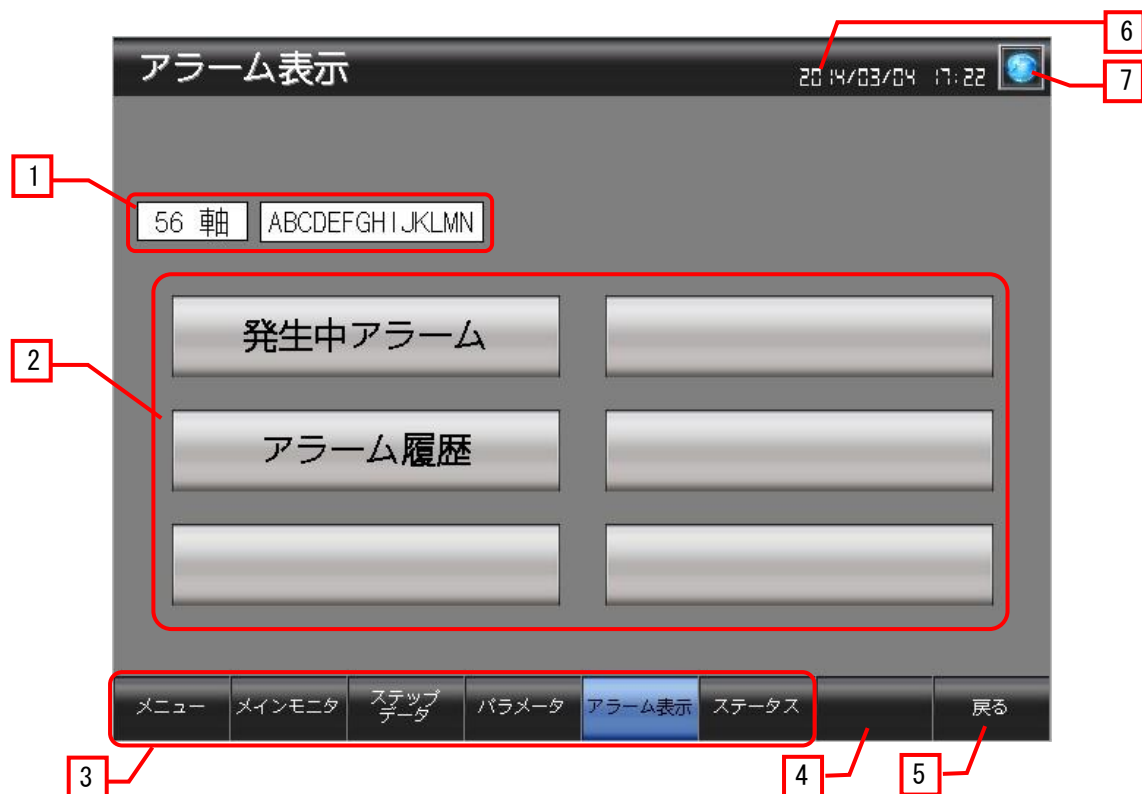 6
アラーム表示
2014/03/04 17:22
7
1
56 軸 ABCDEFGHIJKLMN
2
発生中アラーム
アラーム履歴
メニュー メインモニタ ステップ
データ パラメータ アラーム表示 ステータス 戻る
3 4 5